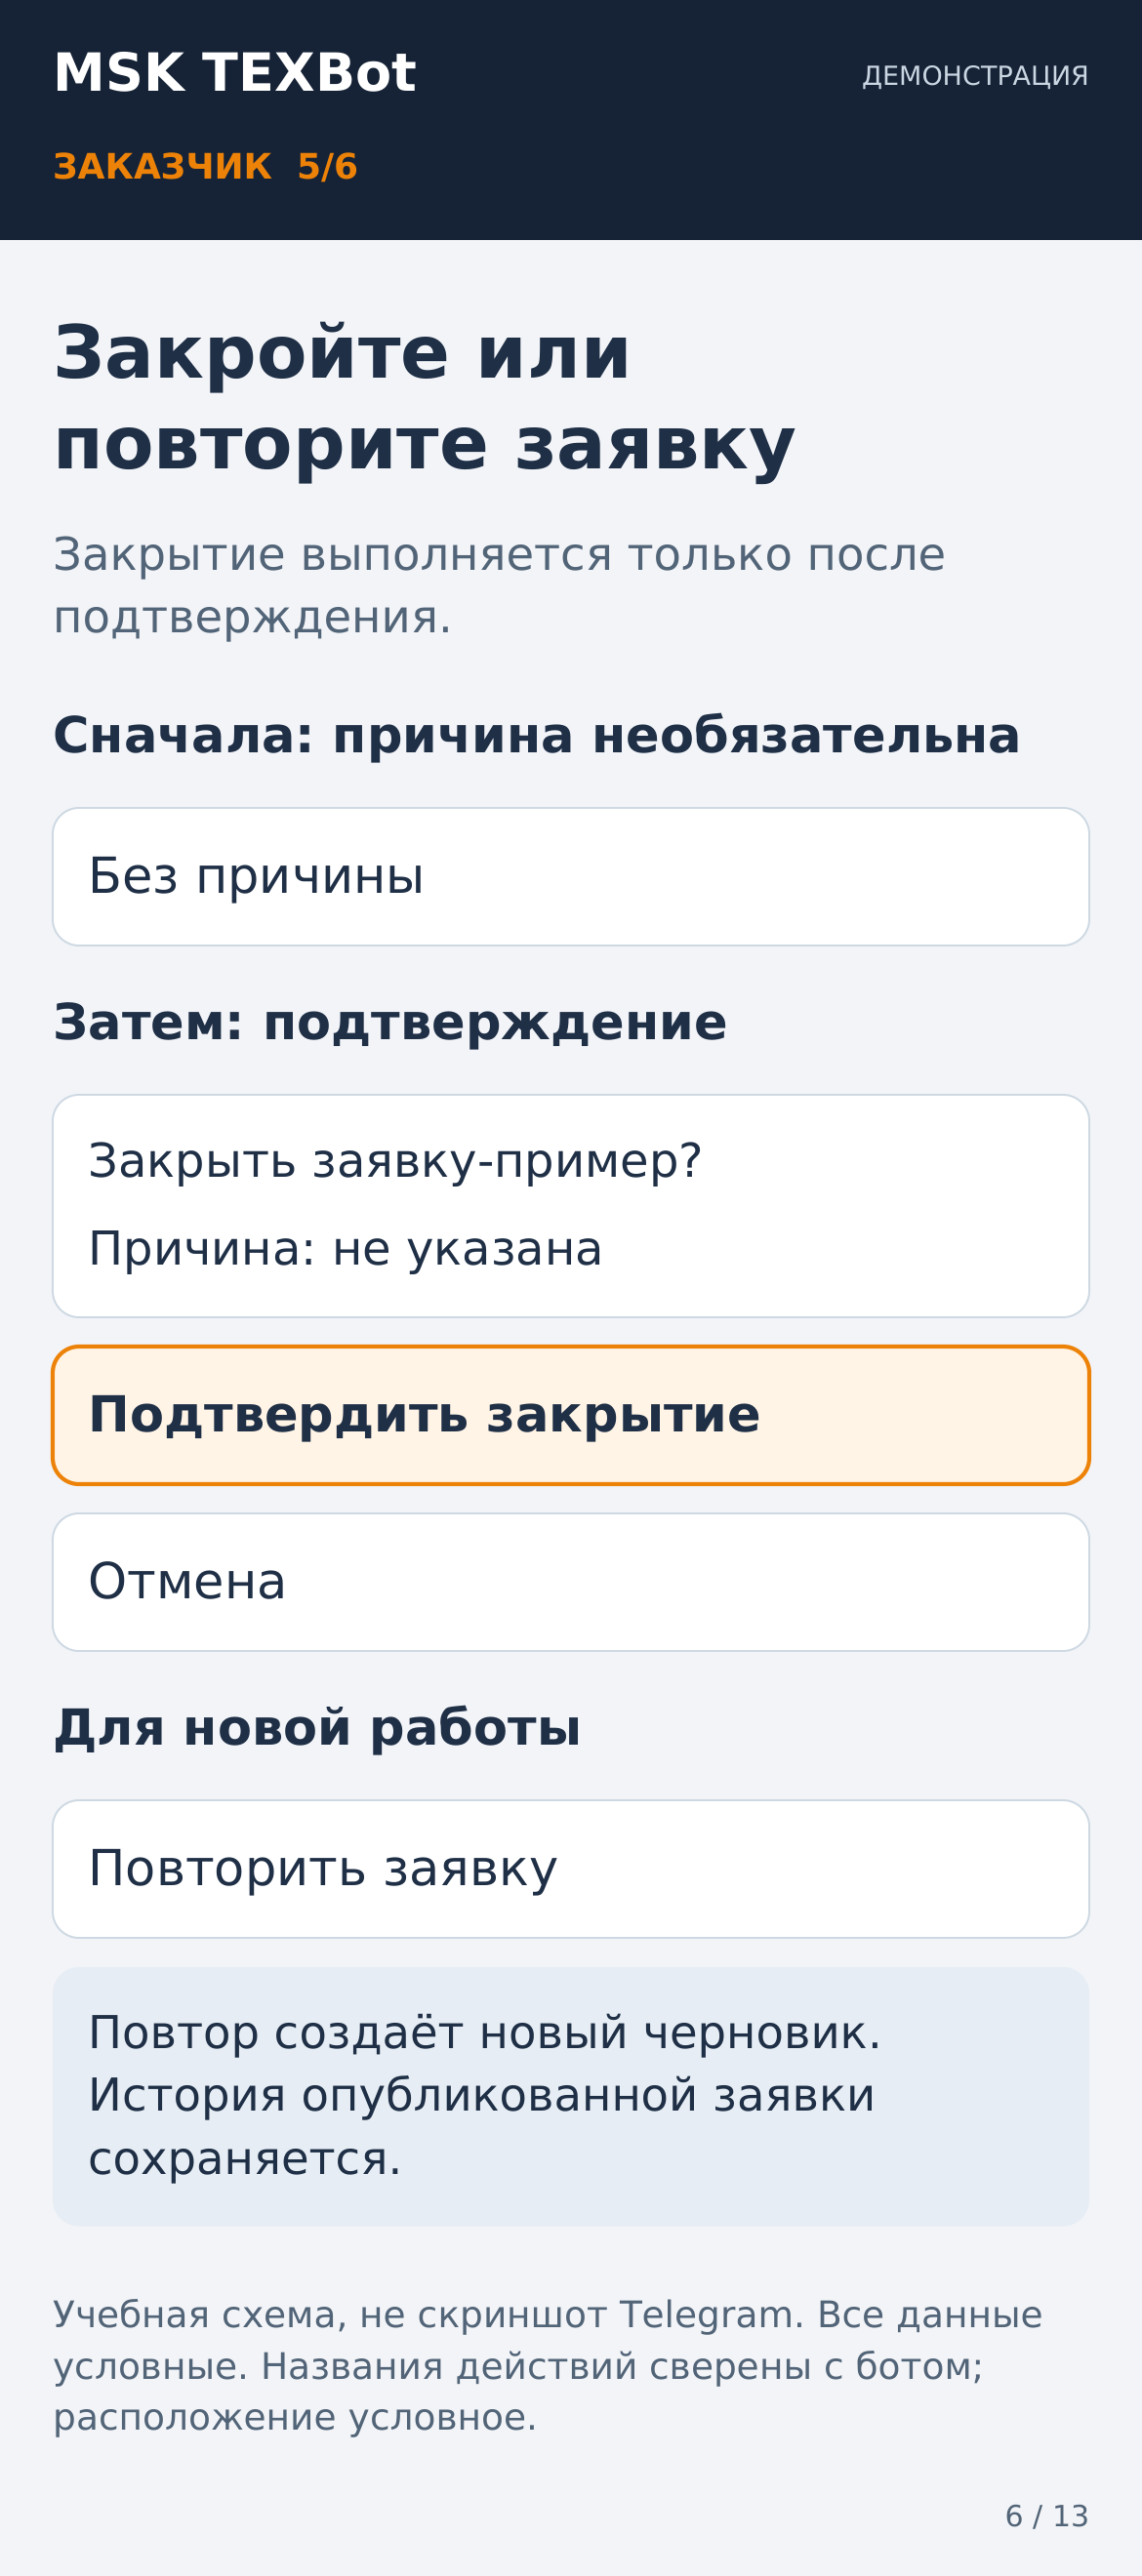 MSK TEXBot
ДЕМОНСТРАЦИЯ
ЗАКАЗЧИК 5/6
Закройте или
повторите заявку
Закрытие выполняется только после
подтверждения.
Сначала: причина необязательна
Без причины
Затем: подтверждение
Закрыть заявку-пример?
Причина: не указана
Подтвердить закрытие
Отмена
Для новой работы
Повторить заявку
Повтор создаёт новый черновик.
История опубликованной заявки
сохраняется.
Учебная схема, не скриншот Telegram. Все данные
условные. Названия действий сверены с ботом;
расположение условное.
6 / 13